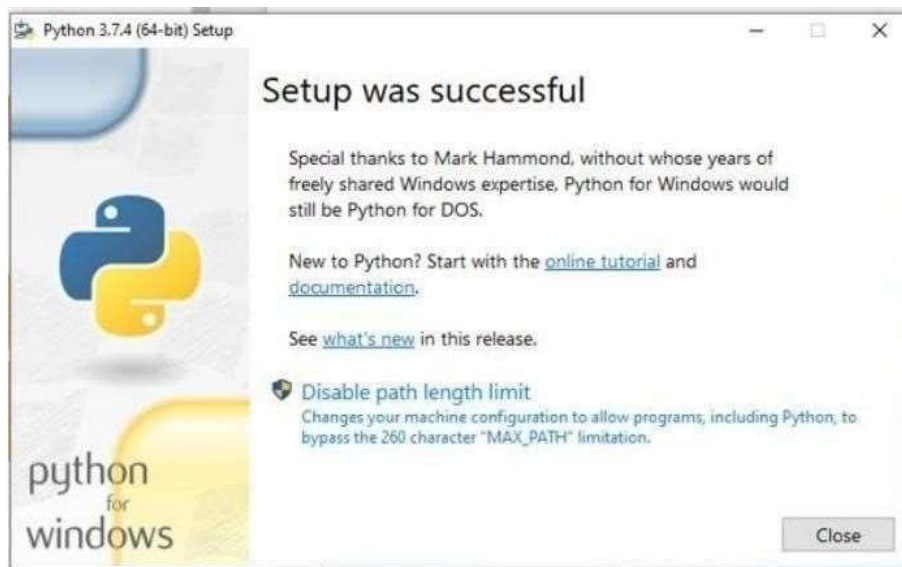 Python 3.7.4 (64-bit) Setup
Setup was successful
Special thanks to Mark Hammond, without whose years of
freely shared Windows expertise, Python for Windows would
still be Python for DOS.
New to Python? Start with the online tutorial and
documentation.
See what's new in this release.
Disable path length limit
Changes your machine configuration to allow programs, including Python, to
bypass the 260 character "MAX_PATH" limitation.
python
for
windows
Close